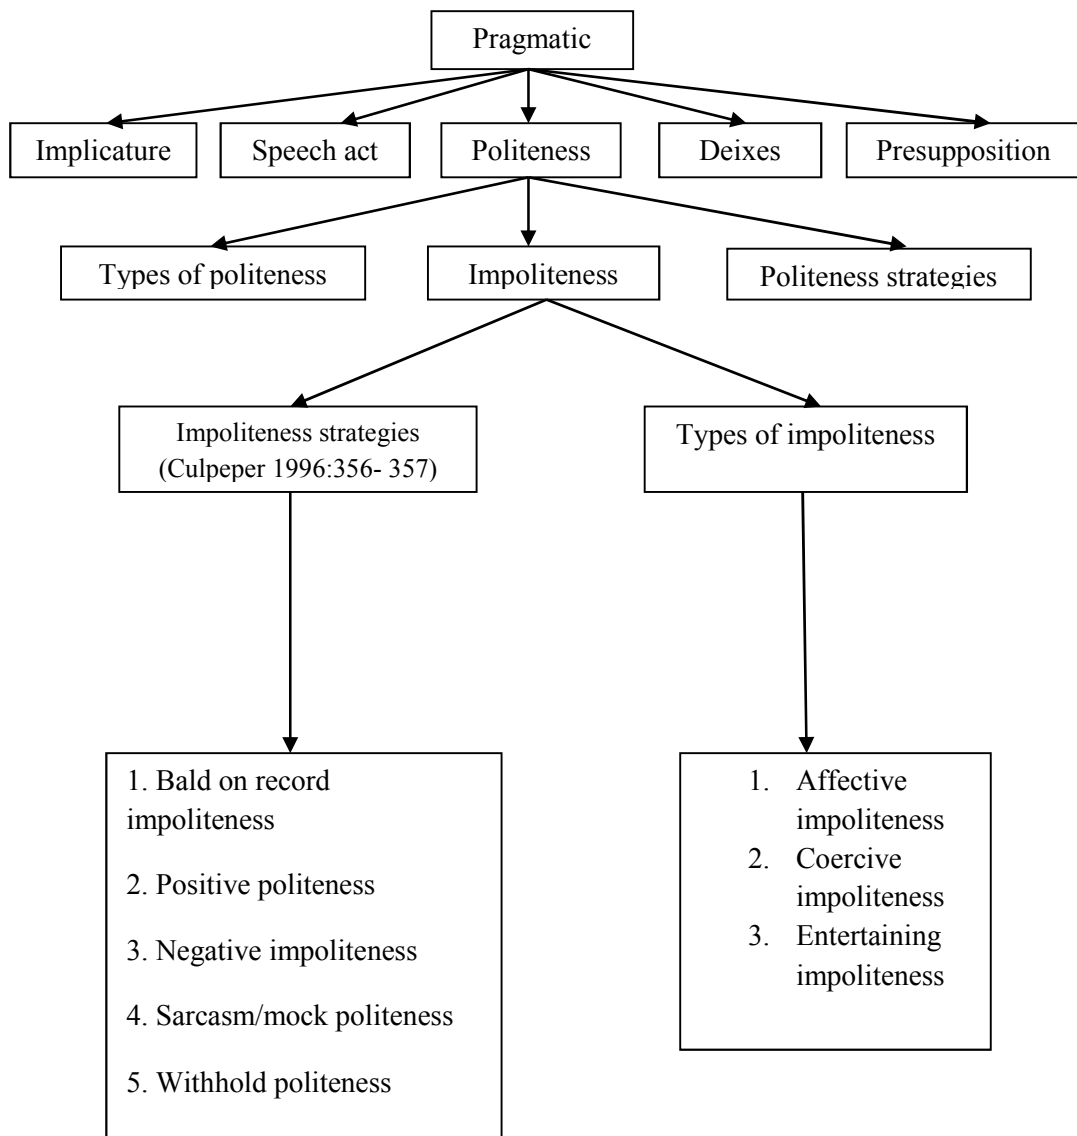 Pragmatic
Implicature
Speech act
Politeness
Deixes
Presupposition
Types of politeness
Impoliteness
Politeness strategies
Impoliteness strategies
(Culpeper 1996:356- 357)
Types of impoliteness
1. Bald on record
impoliteness
2. Positive politeness
3. Negative impoliteness
4. Sarcasm/mock politeness
5. Withhold politeness
1. Affective
impoliteness
2. Coercive
impoliteness
3. Entertaining
impoliteness